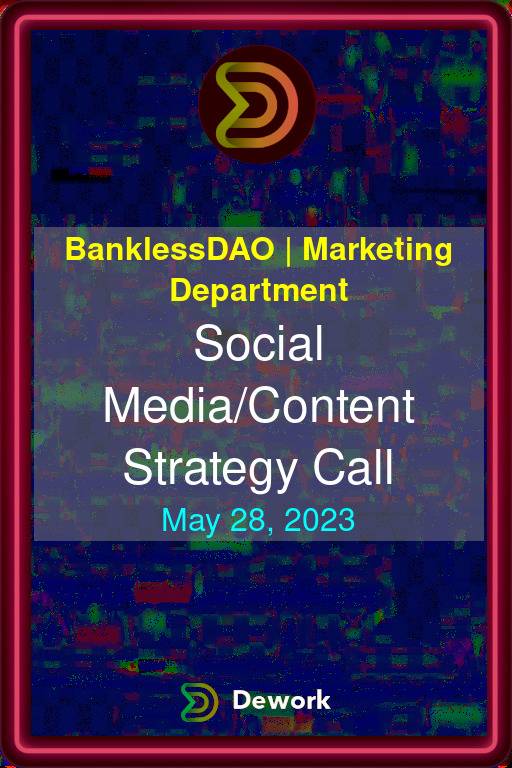 BanklessDAO | Marketing
Department
Social
Media/Content
Strategy Call
May 28, 2023
Dework